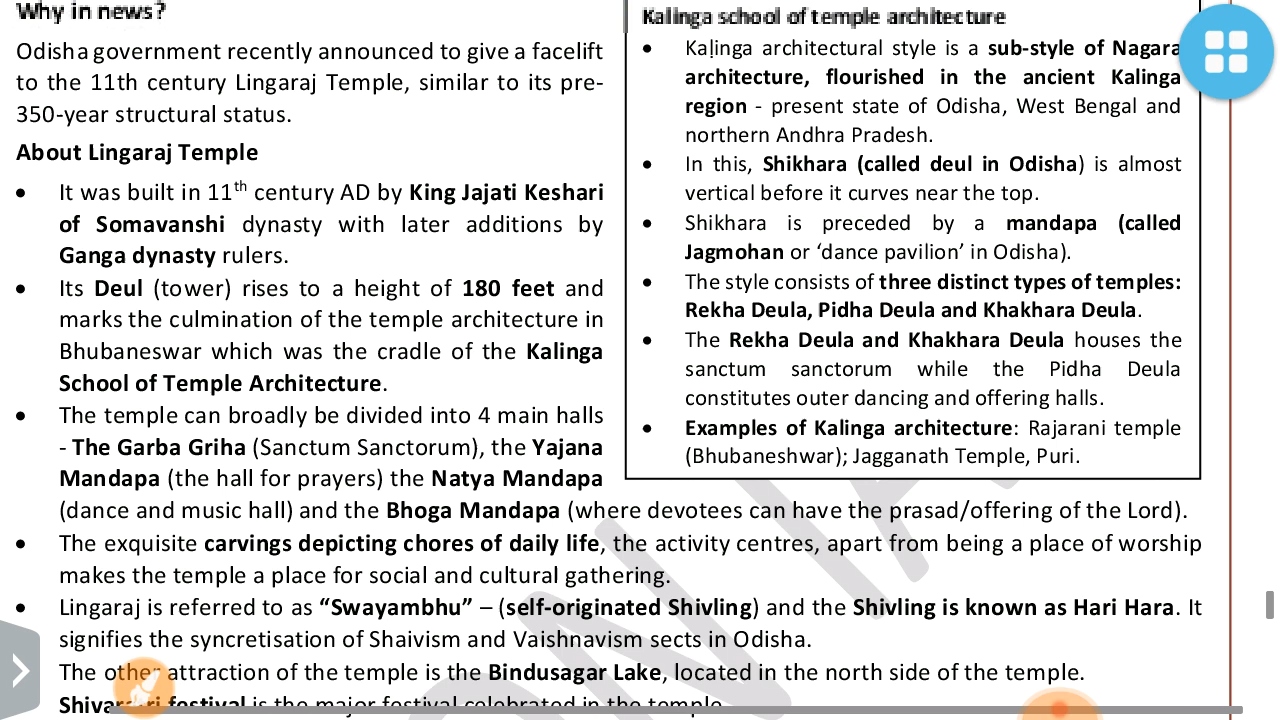 Why in news?
Odisha government recently announced to give a facelift
to the 11th century Lingaraj Temple, similar to its pre-
350-year structural status.
About Lingaraj Temple
• It was built in 11th century AD by King Jajati Keshari
of Somavanshi dynasty with later additions by
Ganga dynasty rulers.
• Its Deul (tower) rises to a height of 180 feet and
marks the culmination of the temple architecture in
Bhubaneswar which was the cradle of the Kalinga
School of Temple Architecture.
• The temple can broadly be divided into 4 main halls
- The Garba Griha (Sanctum Sanctorum), the Yajana
Mandapa (the hall for prayers) the Natya Mandapa
(dance and music hall) and the Bhoga Mandapa (where devotees can have the prasad/offering of the Lord).
• The exquisite carvings depicting chores of daily life, the activity centres, apart from being a place of worship
makes the temple a place for social and cultural gathering.
• Lingaraj is referred to as “Swayambhu” – (self-originated Shivling) and the Shivling is known as Hari Hara. It
signifies the syncretisation of Shaivism and Vaishnavism sects in Odisha.
The other attraction of the temple is the Bindusagar Lake, located in the north side of the temple.
festival is the major festival celebrated in the temple
Kalinga school of temple architecture
• Kaḷinga architectural style is a sub-style of Nagara
architecture, flourished in the ancient Kalinga
region - present state of Odisha, West Bengal and
northern Andhra Pradesh.
• In this, Shikhara (called deul in Odisha) is almost
vertical before it curves near the top.
• Shikhara is preceded by a mandapa (called
Jagmohan or ‘dance pavilion’ in Odisha).
• The style consists of three distinct types of temples:
Rekha Deula, Pidha Deula and Khakhara Deula.
• The Rekha Deula and Khakhara Deula houses the
sanctum sanctorum while the Pidha Deula
constitutes outer dancing and offering halls.
• Examples of Kalinga architecture: Rajarani temple
(Bhubaneshwar); Jagganath Temple, Puri.